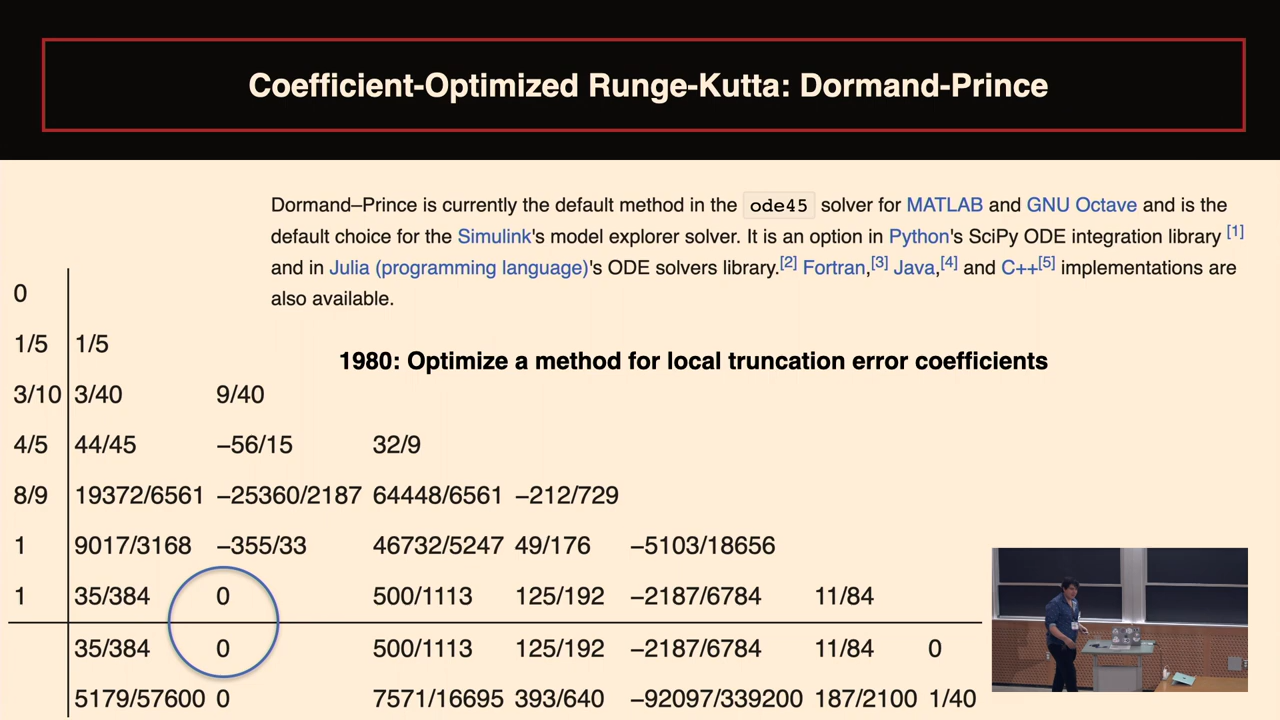 Coefficient-Optimized Runge-Kutta: Dormand-Prince
Dormand–Prince is currently the default method in the ode45 solver for MATLAB and GNU Octave and is the
default choice for the Simulink's model explorer solver. It is an option in Python's SciPy ODE integration library [1]
and in Julia (programming language)'s ODE solvers library.[2] Fortran,[3] Java,[4] and C++[5] implementations are
also available.
1980: Optimize a method for local truncation error coefficients
0
1/5 1/5
3/10 3/40 9/40
4/5 44/45 −56/15 32/9
8/9 19372/6561 −25360/2187 64448/6561 −212/729
1 9017/3168 −355/33 46732/5247 49/176 −5103/18656
1 35/384 0 500/1113 125/192 −2187/6784 11/84
35/384 0 500/1113 125/192 −2187/6784 11/84 0
5179/57600 0 7571/16695 393/640 −92097/339200 187/2100 1/40